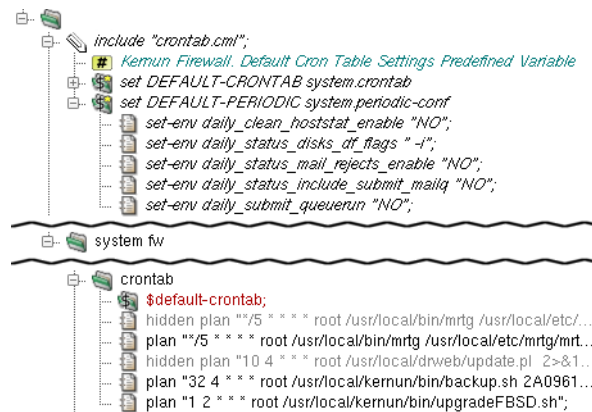 include "crontab.cml";
# Kernun Firewall. Default Cron Table Settings Predefined Variable
set DEFAULT-CRONTAB system.crontab
set DEFAULT-PERIODIC system.periodic-conf
set-env daily_clean_hoststat_enable "NO";
set-env daily_status_disks_df_flags " -i";
set-env daily_status_mail_rejects_enable "NO";
set-env daily_status_include_submit_mailq "NO";
set-env daily_submit_queuerun "NO";
system fw
crontab
$default-crontab;
hidden plan "*/5 * * * * root /usr/local/bin/mrtg /usr/local/etc/...
plan "*/5 * * * * root /usr/local/bin/mrtg /usr/local/etc/mrtg/mrt...
hidden plan "10 4 * * * root /usr/local/drweb/update.pl 2>&1...
plan "32 4 * * * root /usr/local/kernun/bin/backup.sh 2A0961...
plan "1 2 * * * root /usr/local/kernun/bin/upgradeFBSD.sh";